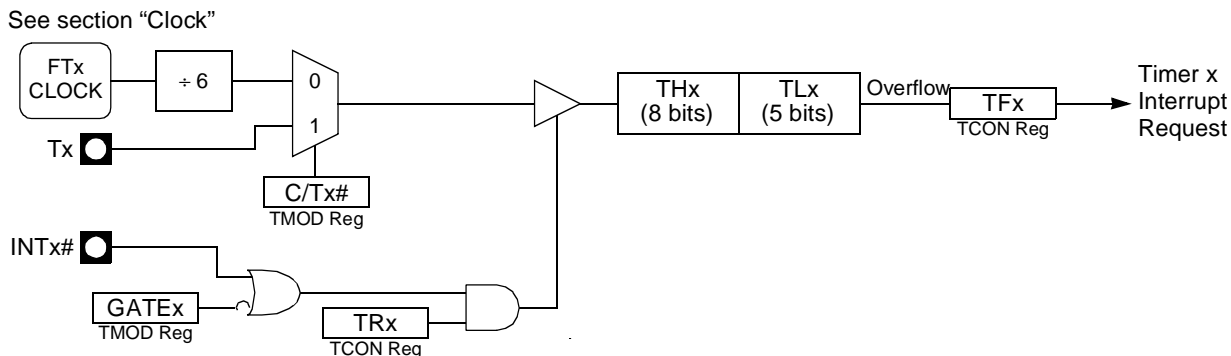 See section “Clock”
FTx
CLOCK
÷ 6
0
1
Tx
C/Tx#
TMOD Reg
THx
(8 bits)
TLx
(5 bits)
Overflow
TFx
TCON Reg
Timer x
Interrupt
Request
INTx#
GATEx
TMOD Reg
TRx
TCON Reg